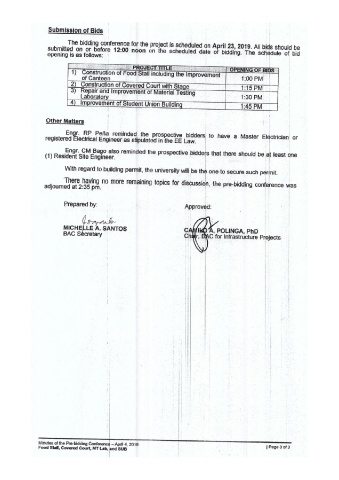 Submission of Bids
The bidding conference for the project is scheduled on April 23, 2019. All bids should be
submitted on or before 12:00 noon on the scheduled date of bidding. The schedule of bid
opening is as follows:
PROJECT TITLE OPENING OF BIDS
1) Construction of Food Stall including the Improvement
of Canteen 1:00 PM
2) Construction of Covered Court with Stage 1:15 PM
3) Repair and Improvement of Material Testing
Laboratory 1:30 PM
4) Improvement of Student Union Building 1:45 PM
Other Matters
Engr. RP Peña reminded the prospective bidders to have a Master Electrician or
registered Electrical Engineer as stipulated in the EE Law.
Engr. CM Bago also reminded the prospective bidders that there should be at least one
(1) Resident Site Engineer.
With regard to building permit, the university will be the one to secure such permit.
There having no more remaining topics for discussion, the pre-bidding conference was
adjourned at 2:35 pm.
Prepared by: Approved:
MICHELLE A. SANTOS CAMILO A. POLINGA, PhD
BAC Secretary Chair, BAC for Infrastructure Projects
Minutes of the Pre-bidding Conference – April 4, 2019
Food Stall, Covered Court, MT Lab, and SUB | Page 3 of 3